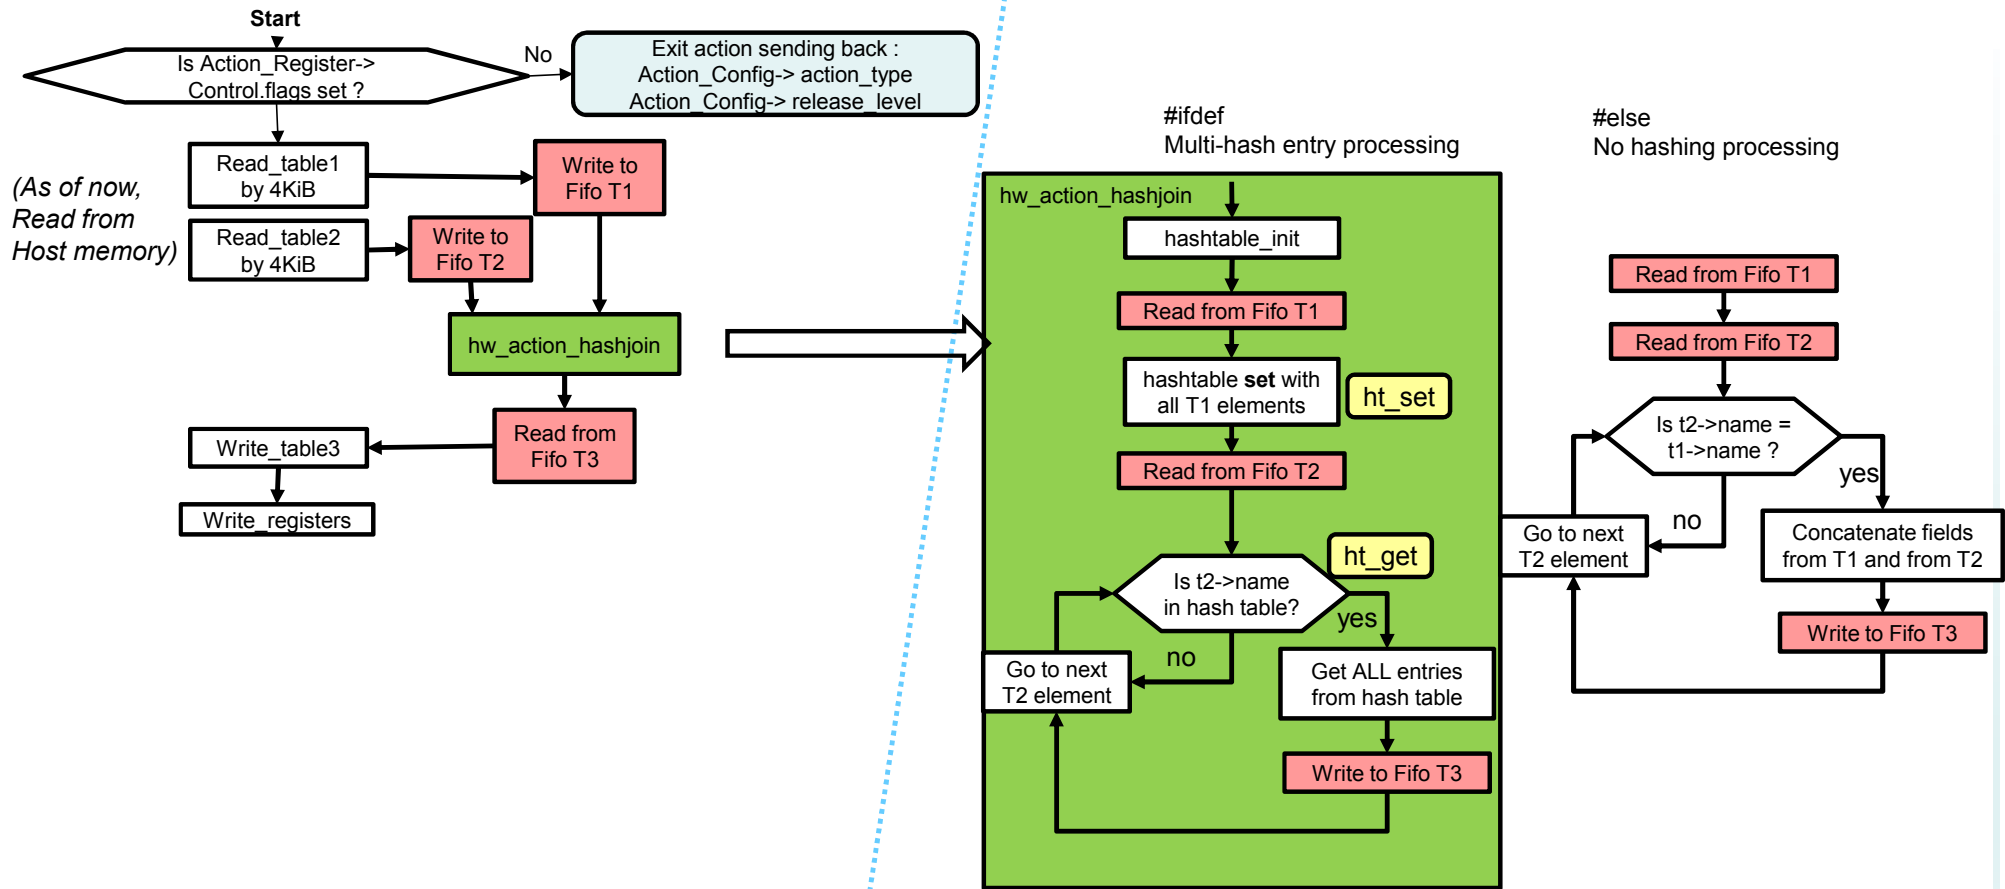 Start
Is Action_Register->
Control.flags set ?
No
Exit action sending back :
Action_Config-> action_type
Action_Config-> release_level
(As of now,
Read from
Host memory)
Read_table1
by 4KiB
Write to
Fifo T1
Read_table2
by 4KiB
Write to
Fifo T2
hw_action_hashjoin
Read from
Fifo T3
Write_table3
Write_registers
#ifdef
Multi-hash entry processing
hw_action_hashjoin
hashtable_init
Read from Fifo T1
hashtable set with
all T1 elements
ht_set
Read from Fifo T2
ht_get
Is t2->name
in hash table?
yes
no
Go to next
T2 element
Get ALL entries
from hash table
Write to Fifo T3
#else
No hashing processing
Read from Fifo T1
Read from Fifo T2
Is t2->name =
t1->name ?
yes
no
Go to next
T2 element
Concatenate fields
from T1 and from T2
Write to Fifo T3